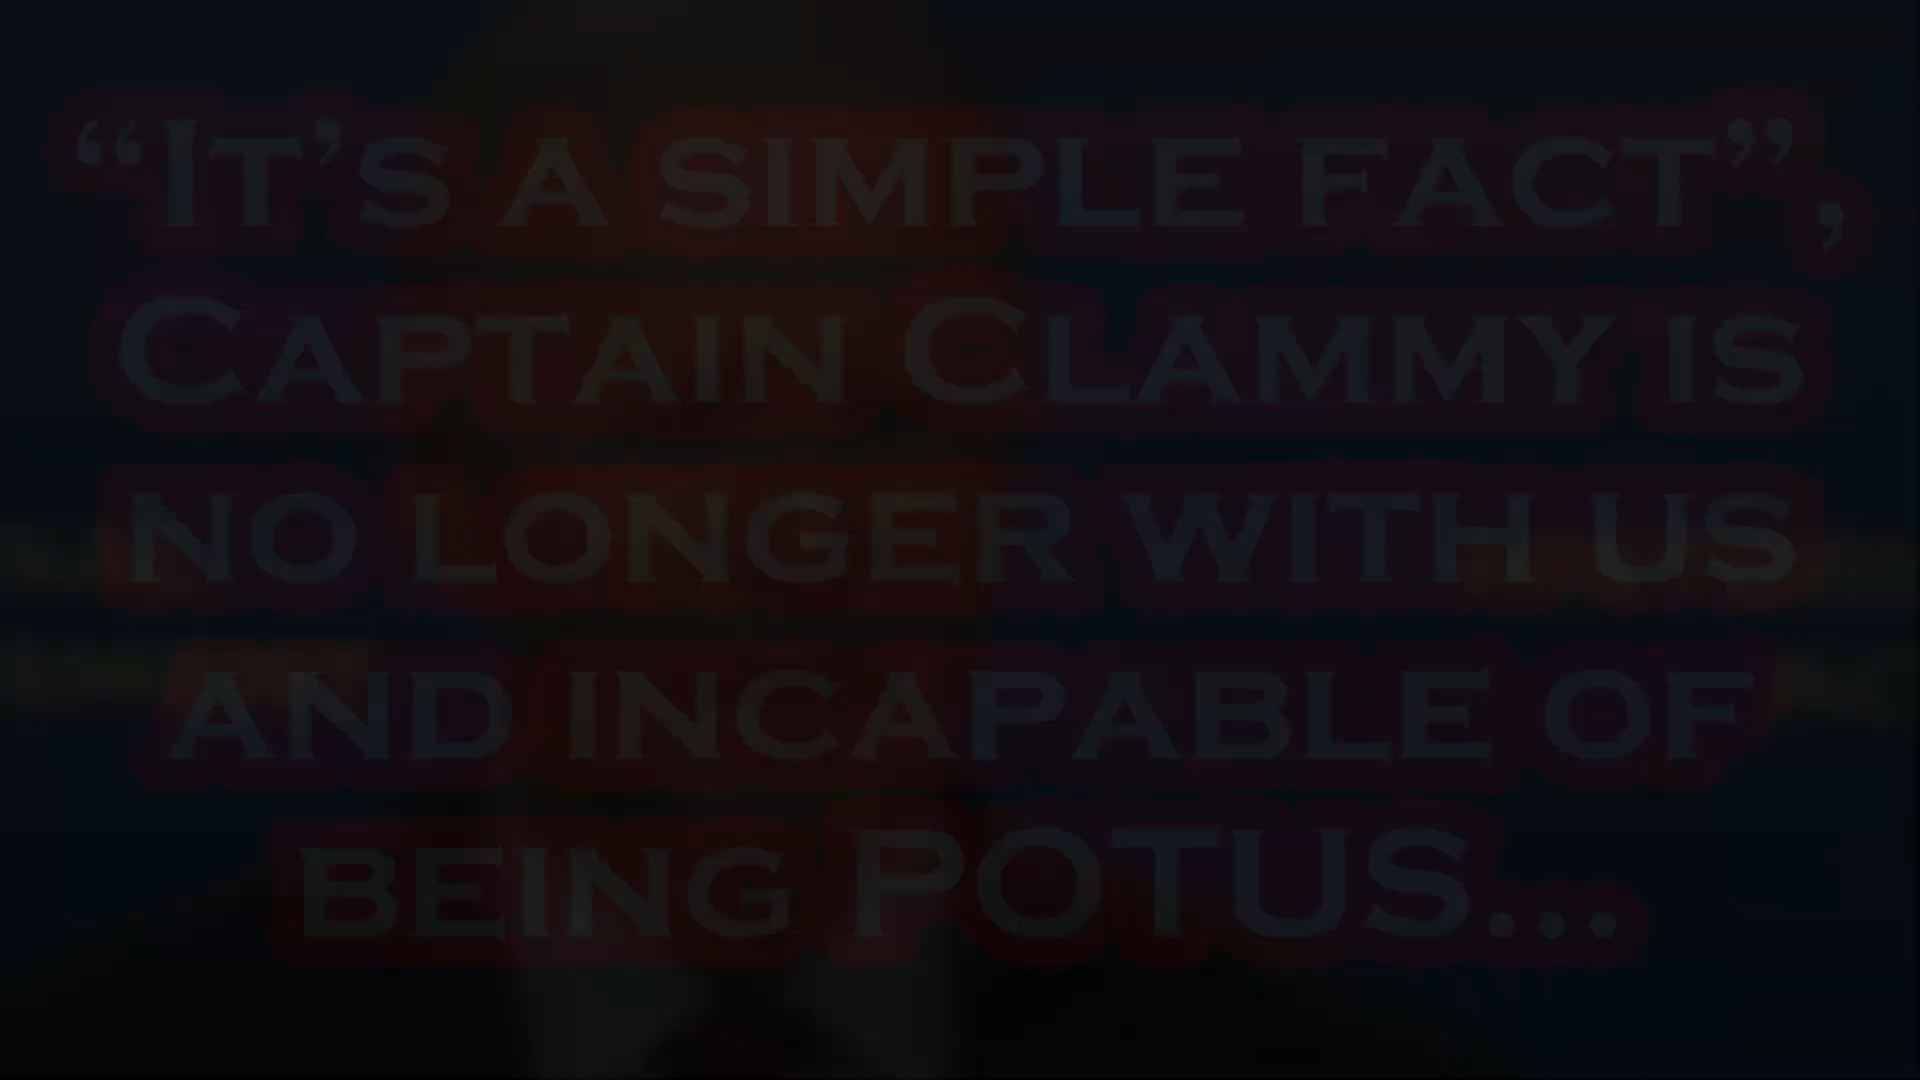 “It’s a simple fact”,
Captain Clammy is
no longer with us
and incapable of
being POTUS...